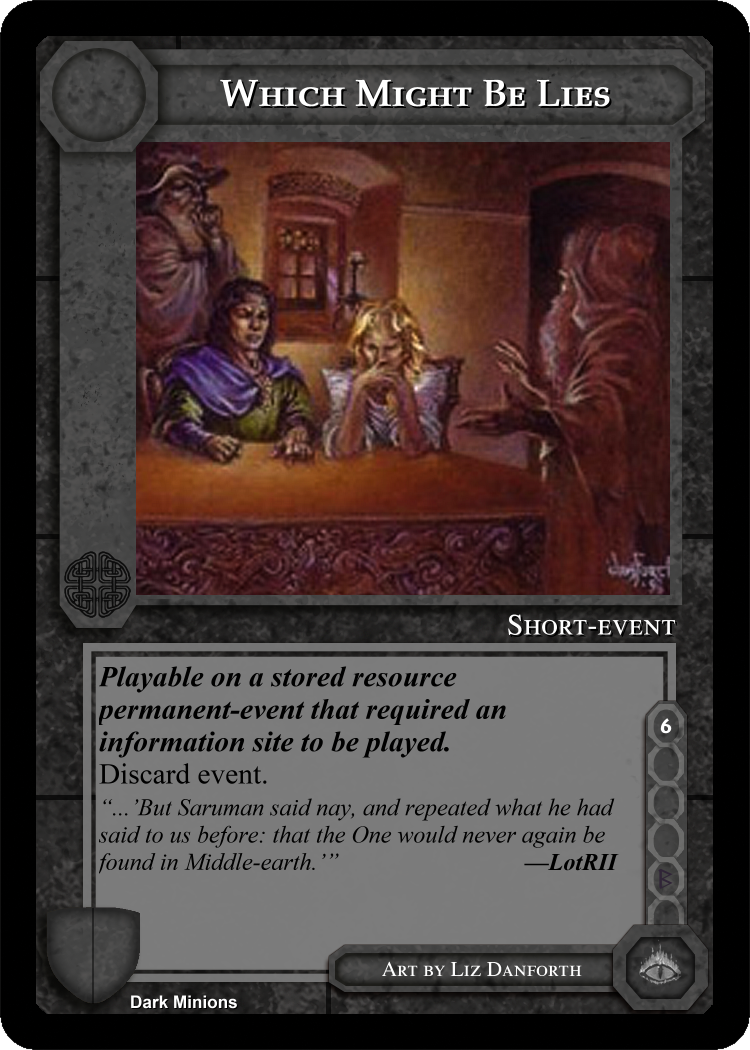 Which Might Be Lies
Danforth
Short-event
Playable on a stored resource
permanent-event that required an
information site to be played.
Discard event.
“...’But Saruman said nay, and repeated what he had
said to us before: that the One would never again be
found in Middle-earth.’”	—LotRII
6
B
Art by Liz Danforth
Dark Minions